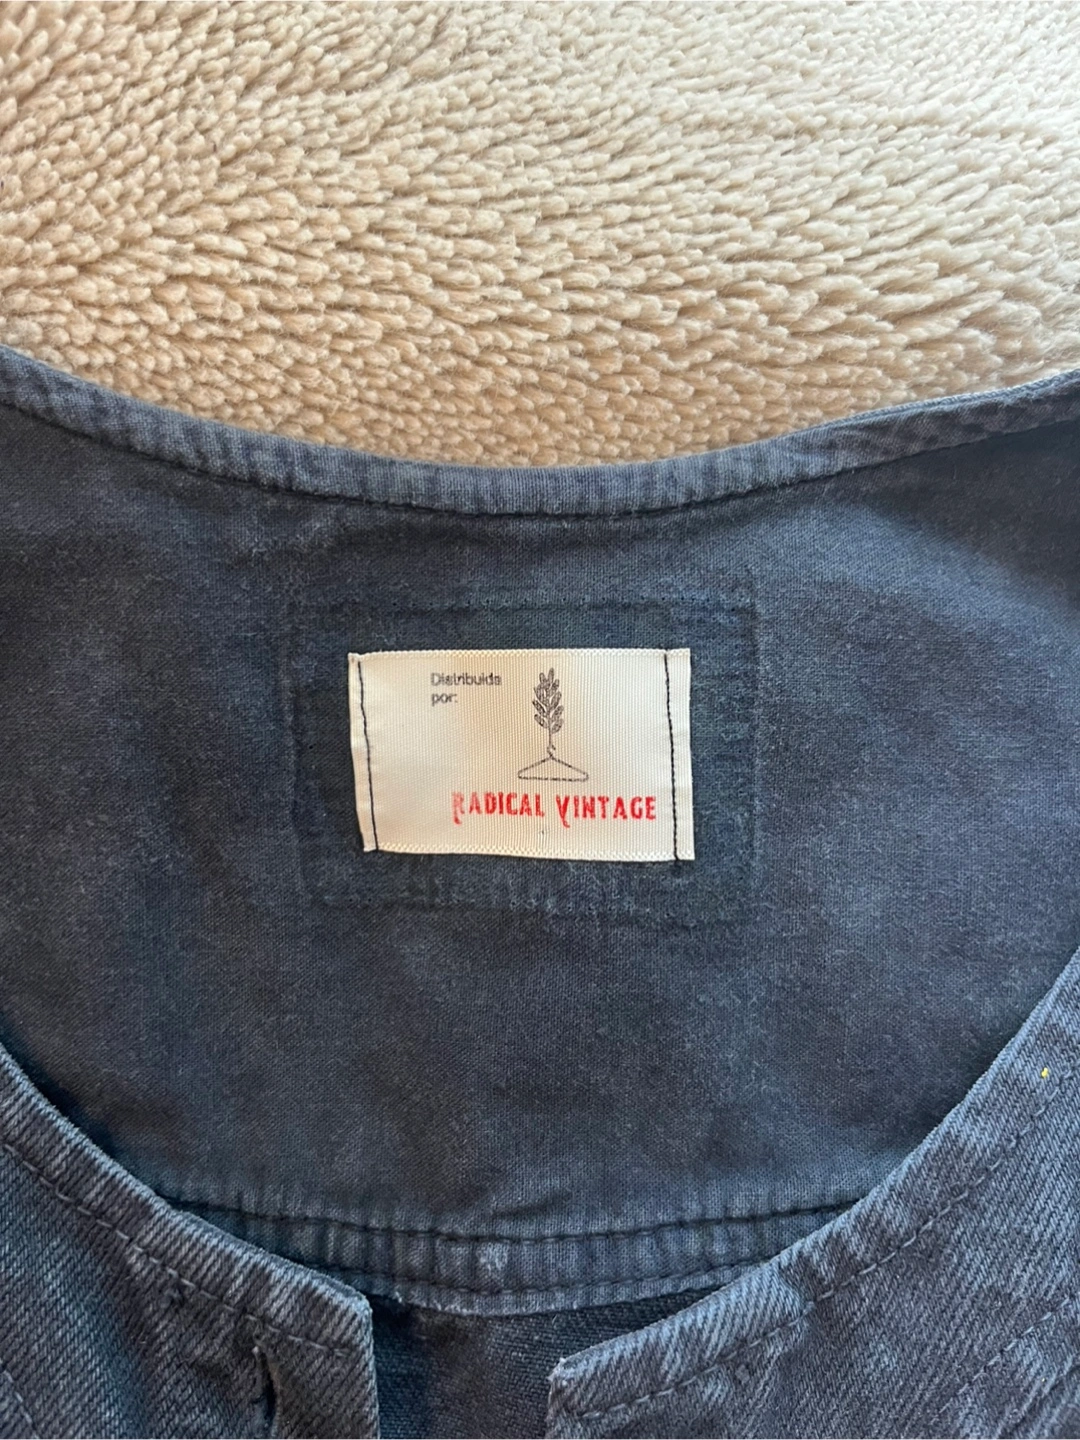 Distribuida
por:
RADICAL VINTAGE